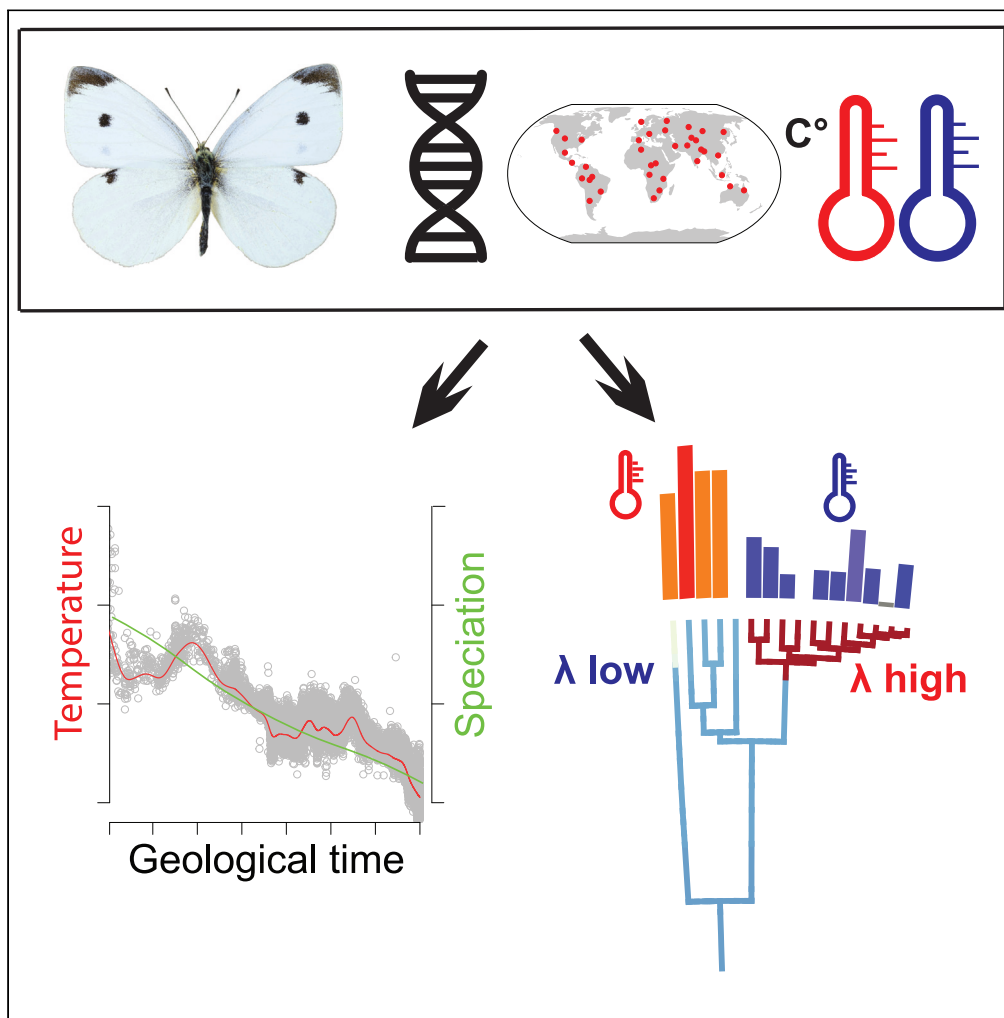 C°
Temperature
Speciation
Geological time
λ low
λ high